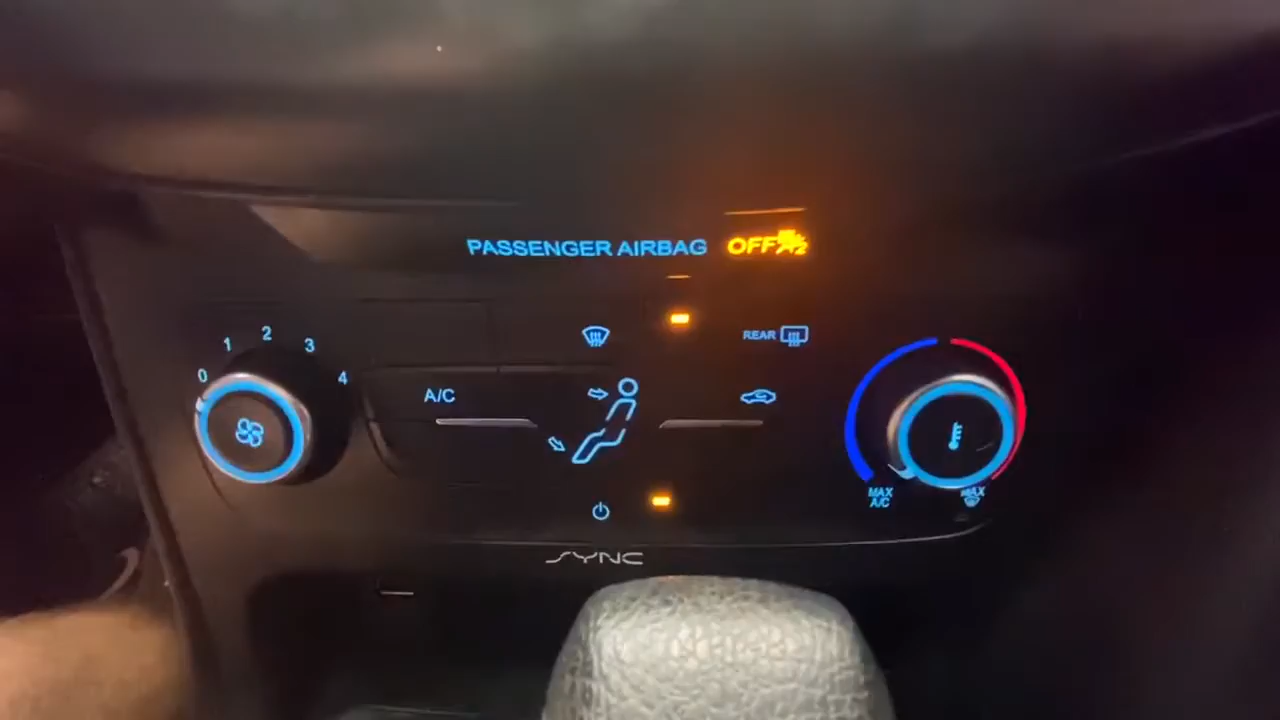 PASSENGER AIRBAG OFF
0 1 2 3 4
REAR
A/C
MAX A/C
MAX
SYNC